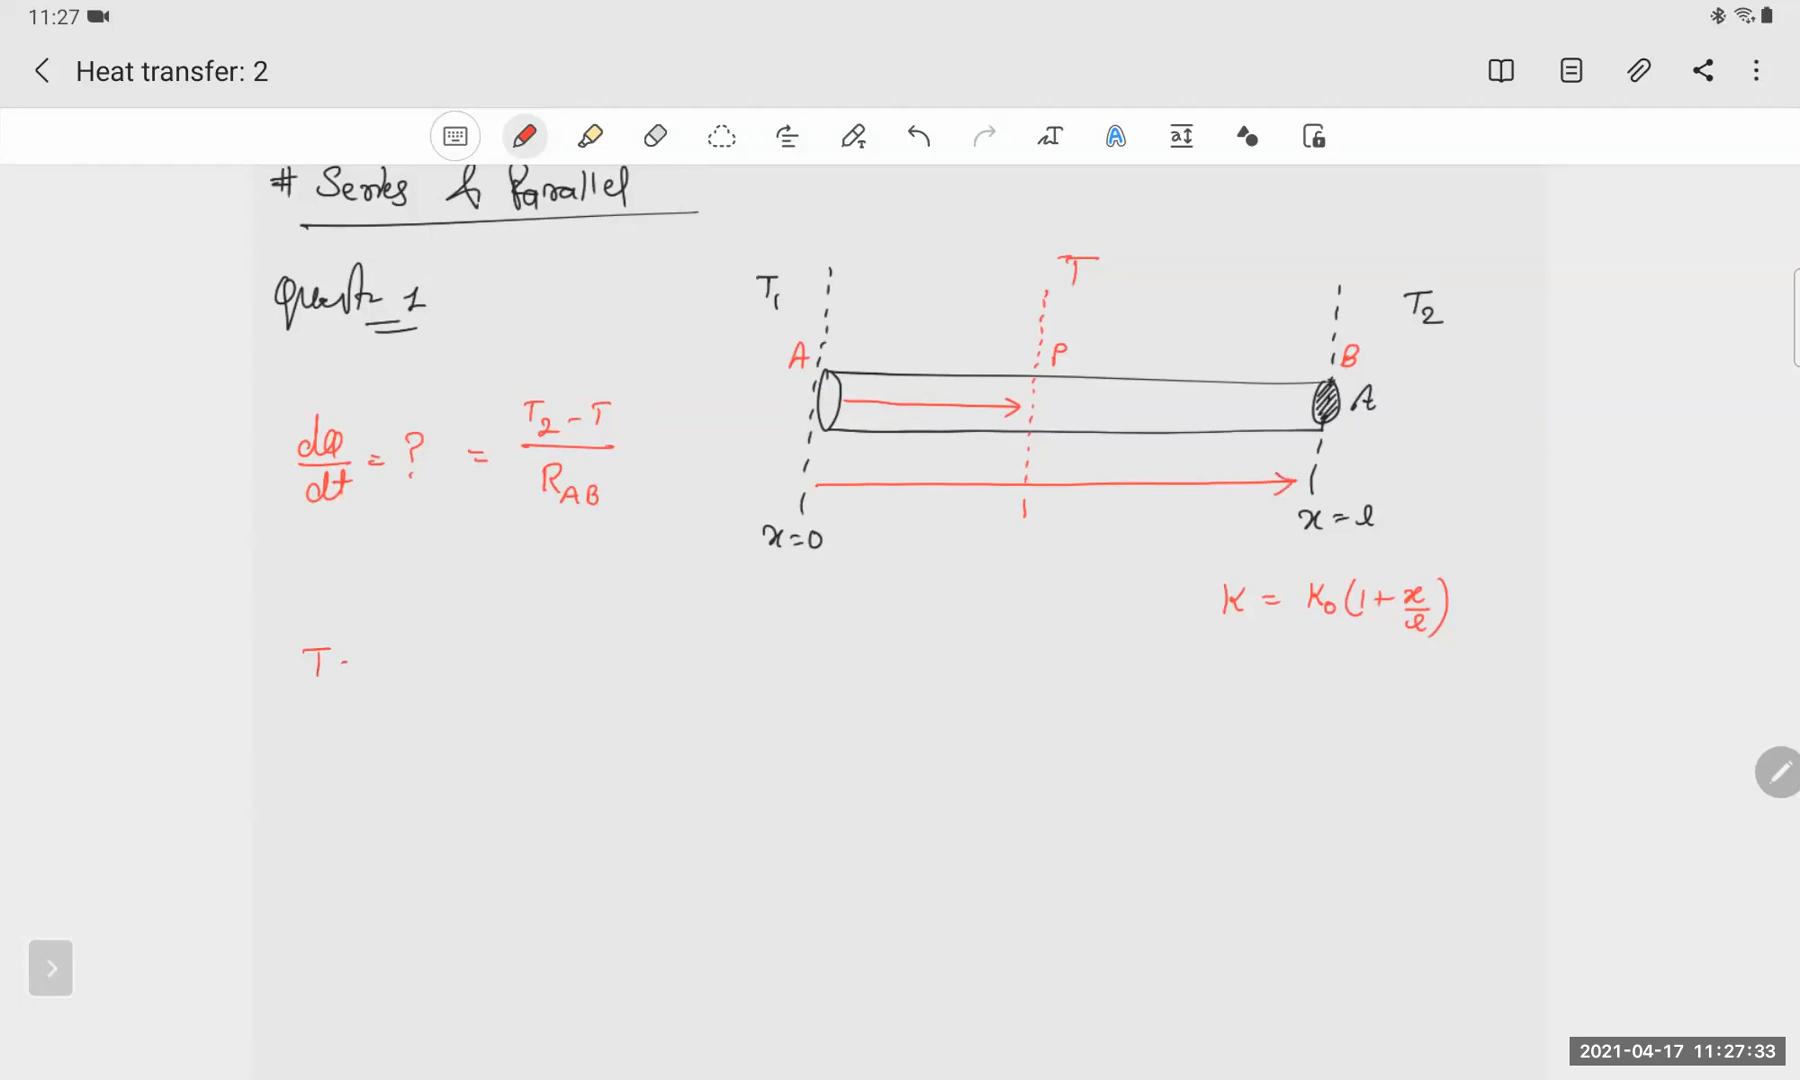 11:27
Heat transfer: 2
# Series & Parallel
Questn 1
T
T₁
T₂
A
P
B
A
dQ/dt = ? = (T₂ - T)/R_AB
x=0
x=l
K = K₀(1+x/l)
T -
2021-04-17 11:27:33